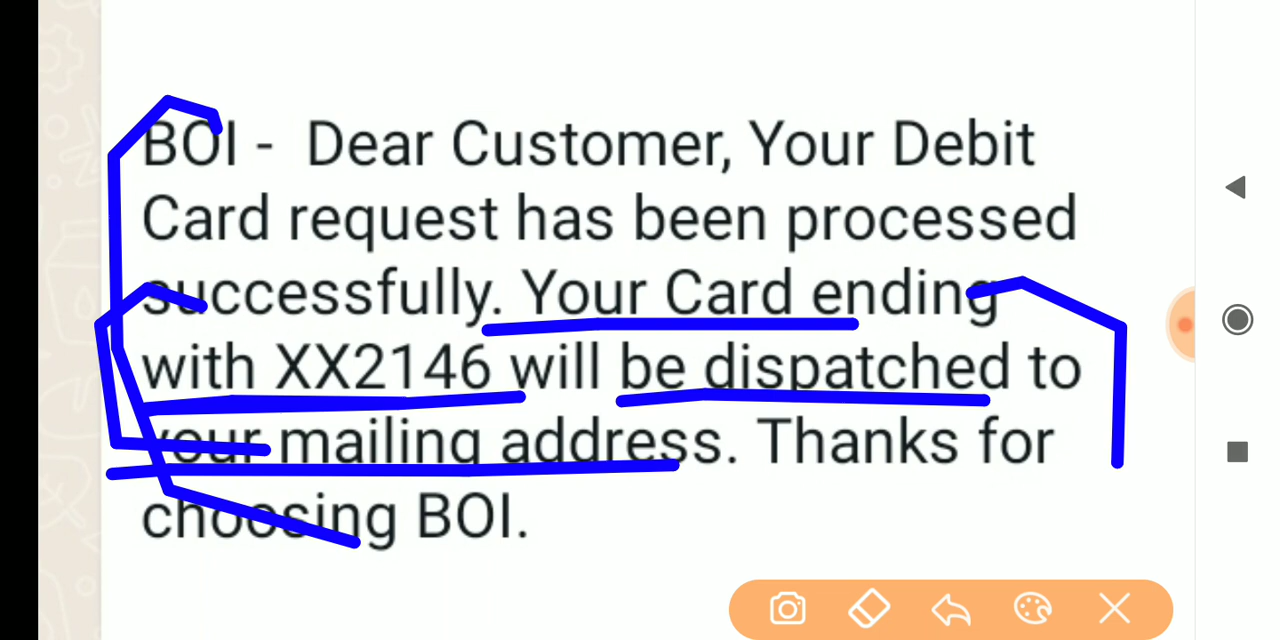 BOI - Dear Customer, Your Debit
Card request has been processed
successfully. Your Card ending
with XX2146 will be dispatched to
your mailing address. Thanks for
choosing BOI.